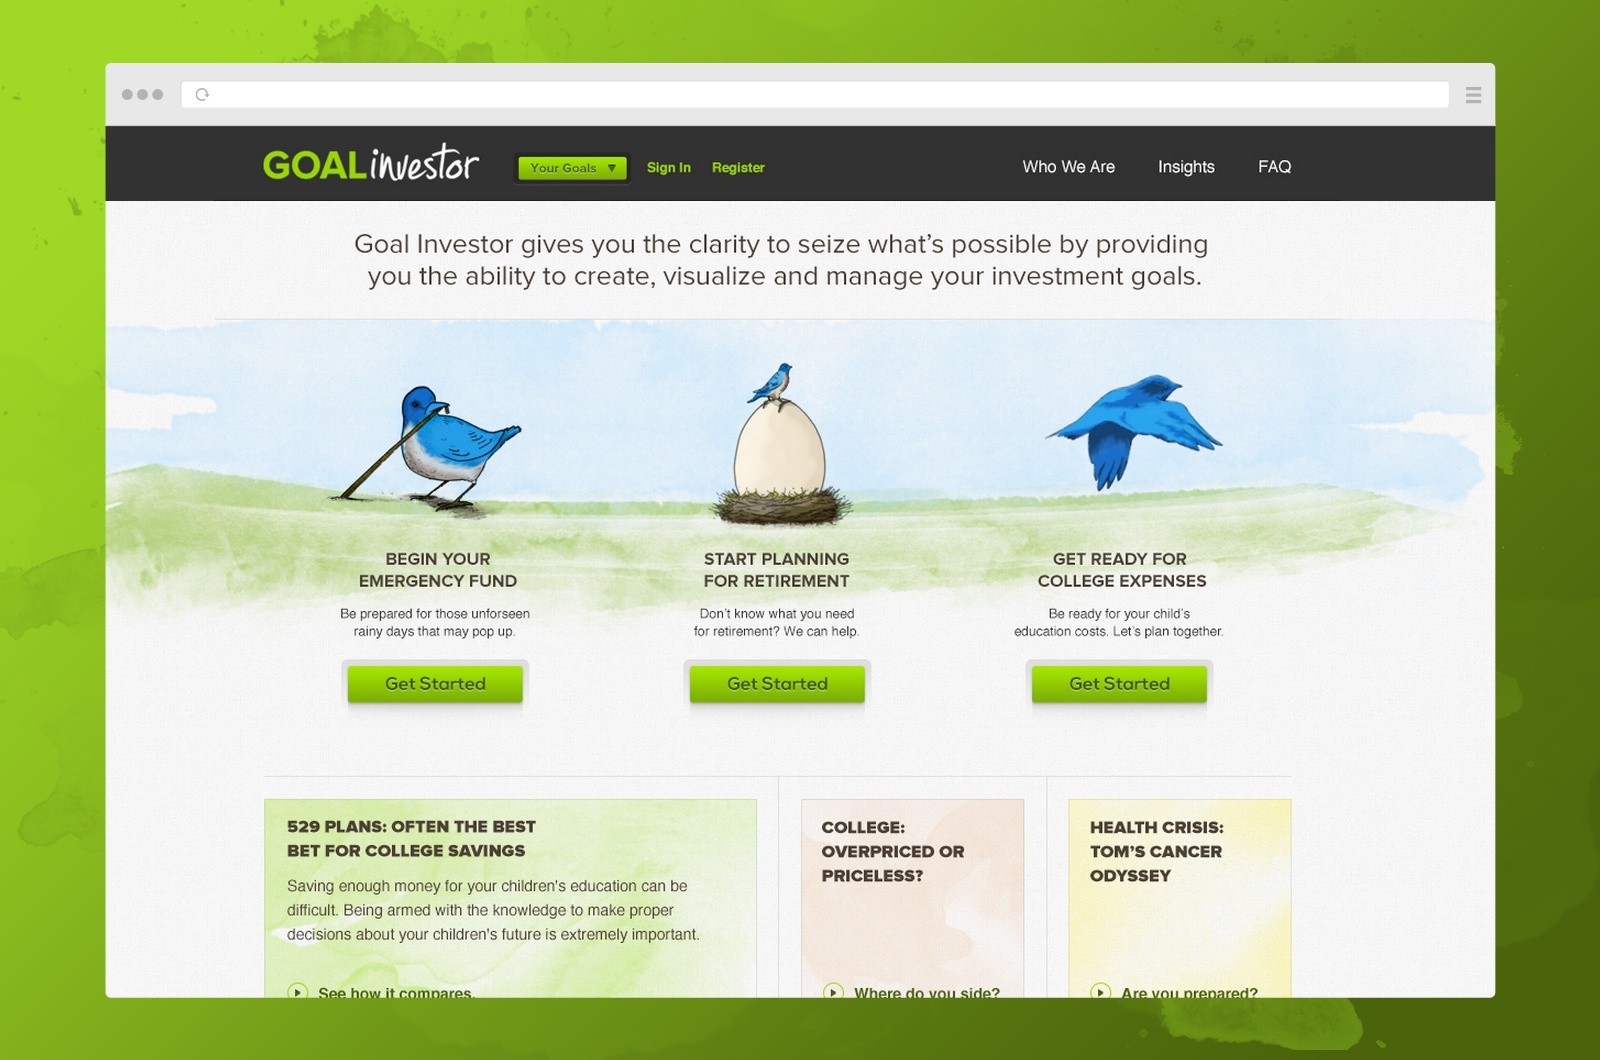 GOAL investor
Your Goals
Sign In
Register
Who We Are
Insights
FAQ
Goal Investor gives you the clarity to seize what’s possible by providing
you the ability to create, visualize and manage your investment goals.
BEGIN YOUR
EMERGENCY FUND
Be prepared for those unforseen
rainy days that may pop up.
Get Started
START PLANNING
FOR RETIREMENT
Don’t know what you need
for retirement? We can help.
Get Started
GET READY FOR
COLLEGE EXPENSES
Be ready for your child’s
education costs. Let’s plan together.
Get Started
529 PLANS: OFTEN THE BEST
BET FOR COLLEGE SAVINGS
Saving enough money for your children's education can be
difficult. Being armed with the knowledge to make proper
decisions about your children's future is extremely important.
See how it compares.
COLLEGE:
OVERPRICED OR
PRICELESS?
Where do you side?
HEALTH CRISIS:
TOM’S CANCER
ODYSSEY
Are you prepared?